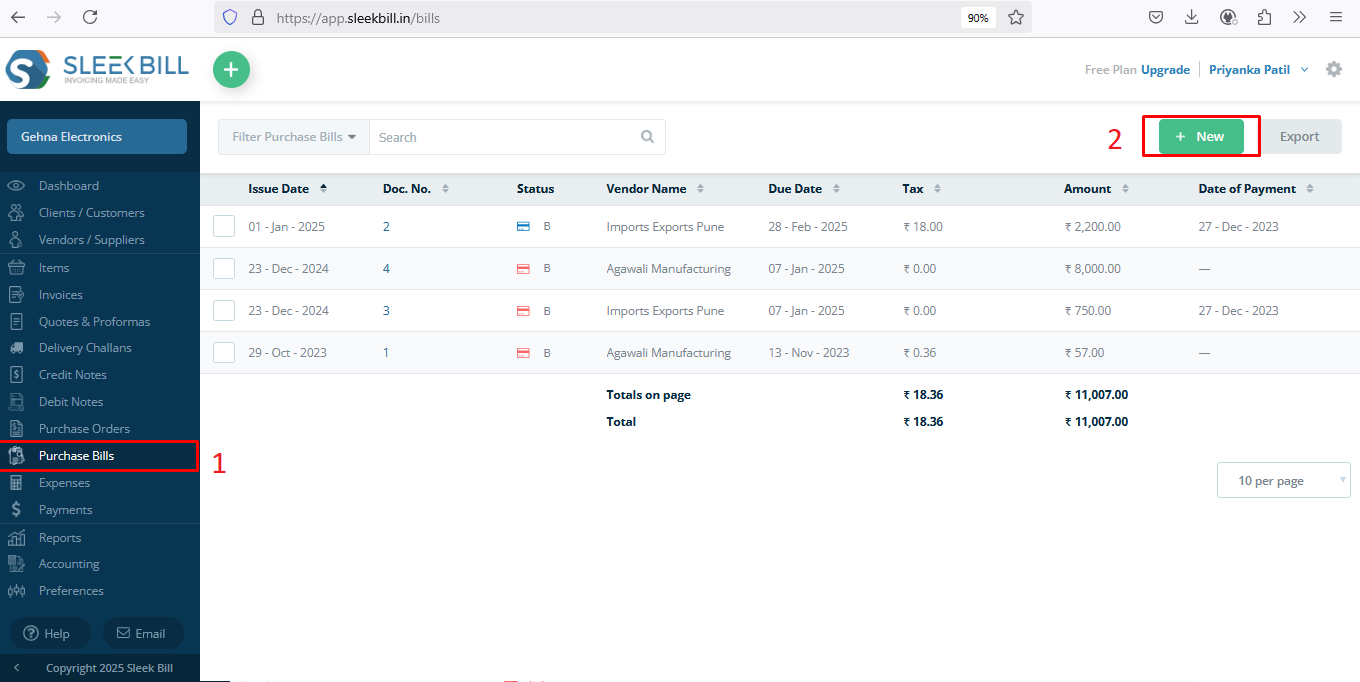 https://app.sleekbill.in/bills 90%
SLEEK BILL
INVOICING MADE EASY
+
Free Plan Upgrade Priyanka Patil
Gehna Electronics
Filter Purchase Bills Search 2 + New Export
Dashboard
Clients / Customers
Vendors / Suppliers
Items
Invoices
Quotes & Proformas
Delivery Challans
Credit Notes
Debit Notes
Purchase Orders
Purchase Bills 1
Expenses
Payments
Reports
Accounting
Preferences
Help Email
Copyright 2025 Sleek Bill
Issue Date Doc. No. Status Vendor Name Due Date Tax Amount Date of Payment
01 - Jan - 2025 2 B Imports Exports Pune 28 - Feb - 2025 ₹ 18.00 ₹ 2,200.00 27 - Dec - 2023
23 - Dec - 2024 4 B Agawali Manufacturing 07 - Jan - 2025 ₹ 0.00 ₹ 8,000.00 —
23 - Dec - 2024 3 B Imports Exports Pune 07 - Jan - 2025 ₹ 0.00 ₹ 750.00 27 - Dec - 2023
29 - Oct - 2023 1 B Agawali Manufacturing 13 - Nov - 2023 ₹ 0.36 ₹ 57.00 —
Totals on page ₹ 18.36 ₹ 11,007.00
Total ₹ 18.36 ₹ 11,007.00
10 per page